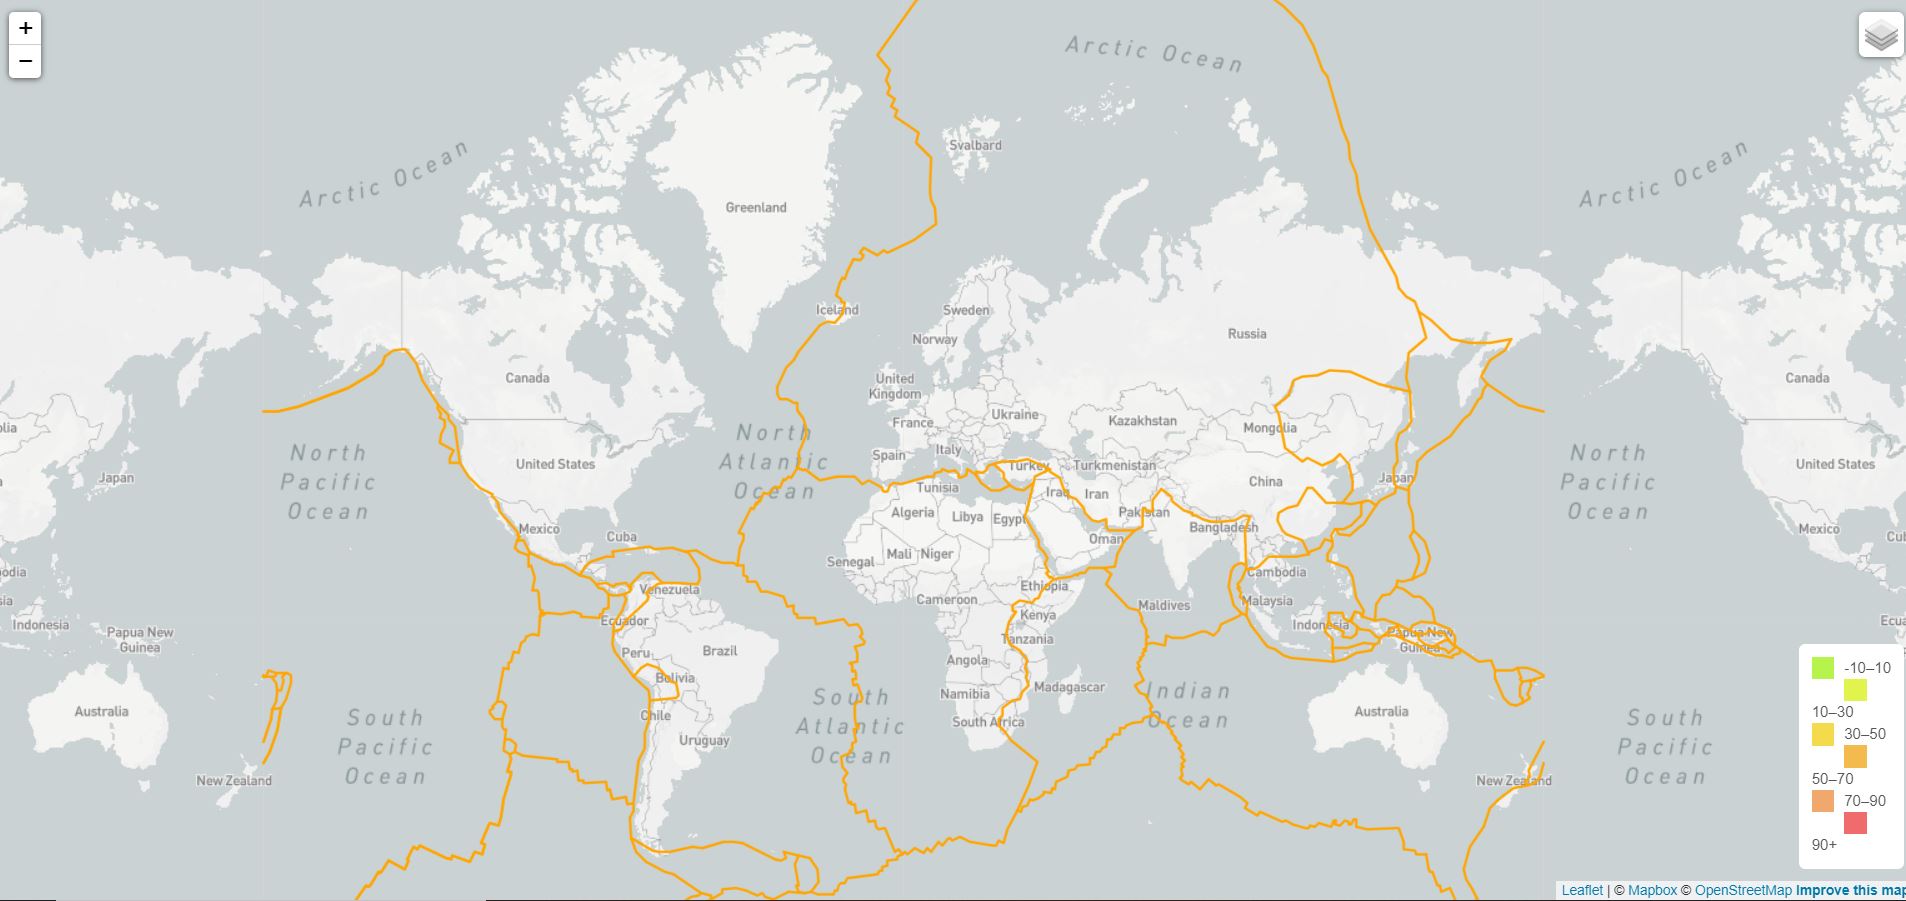 +
−
Arctic Ocean
Arctic Ocean
Arctic Ocean
Svalbard
Greenland
Iceland
Sweden
Norway
Russia
Canada
United
Kingdom
Canada
Ukraine
Kazakhstan
France
Mongolia
olia
North
Pacific
Ocean
North
Atlantic
Ocean
Italy
Spain
Turkey
Turkmenistan
United States
North
Pacific
Ocean
United States
Japan
China
Japan
Tunisia
Iraq
Iran
Algeria
Libya
Egypt
Pakistan
Bangladesh
Mexico
Cuba
Oman
Mexico
Cub
Senegal
Mali
Niger
odia
Venezuela
Ethiopia
Cambodia
Cameroon
Maldives
Malaysia
sia
Ecuador
Kenya
Indonesia
Ecua
Indonesia
Papua New
Guinea
Peru
Brazil
Tanzania
Papua New
Guinea
Angola
Bolivia
Namibia
Madagascar
Australia
Chile
South Africa
Australia
South
Pacific
Ocean
Uruguay
South
Atlantic
Ocean
Indian
Ocean
South
Pacific
Ocean
New Zealand
New Zealand
-10–10
10–30
30–50
50–70
70–90
90+
Leaflet | © Mapbox © OpenStreetMap Improve this map